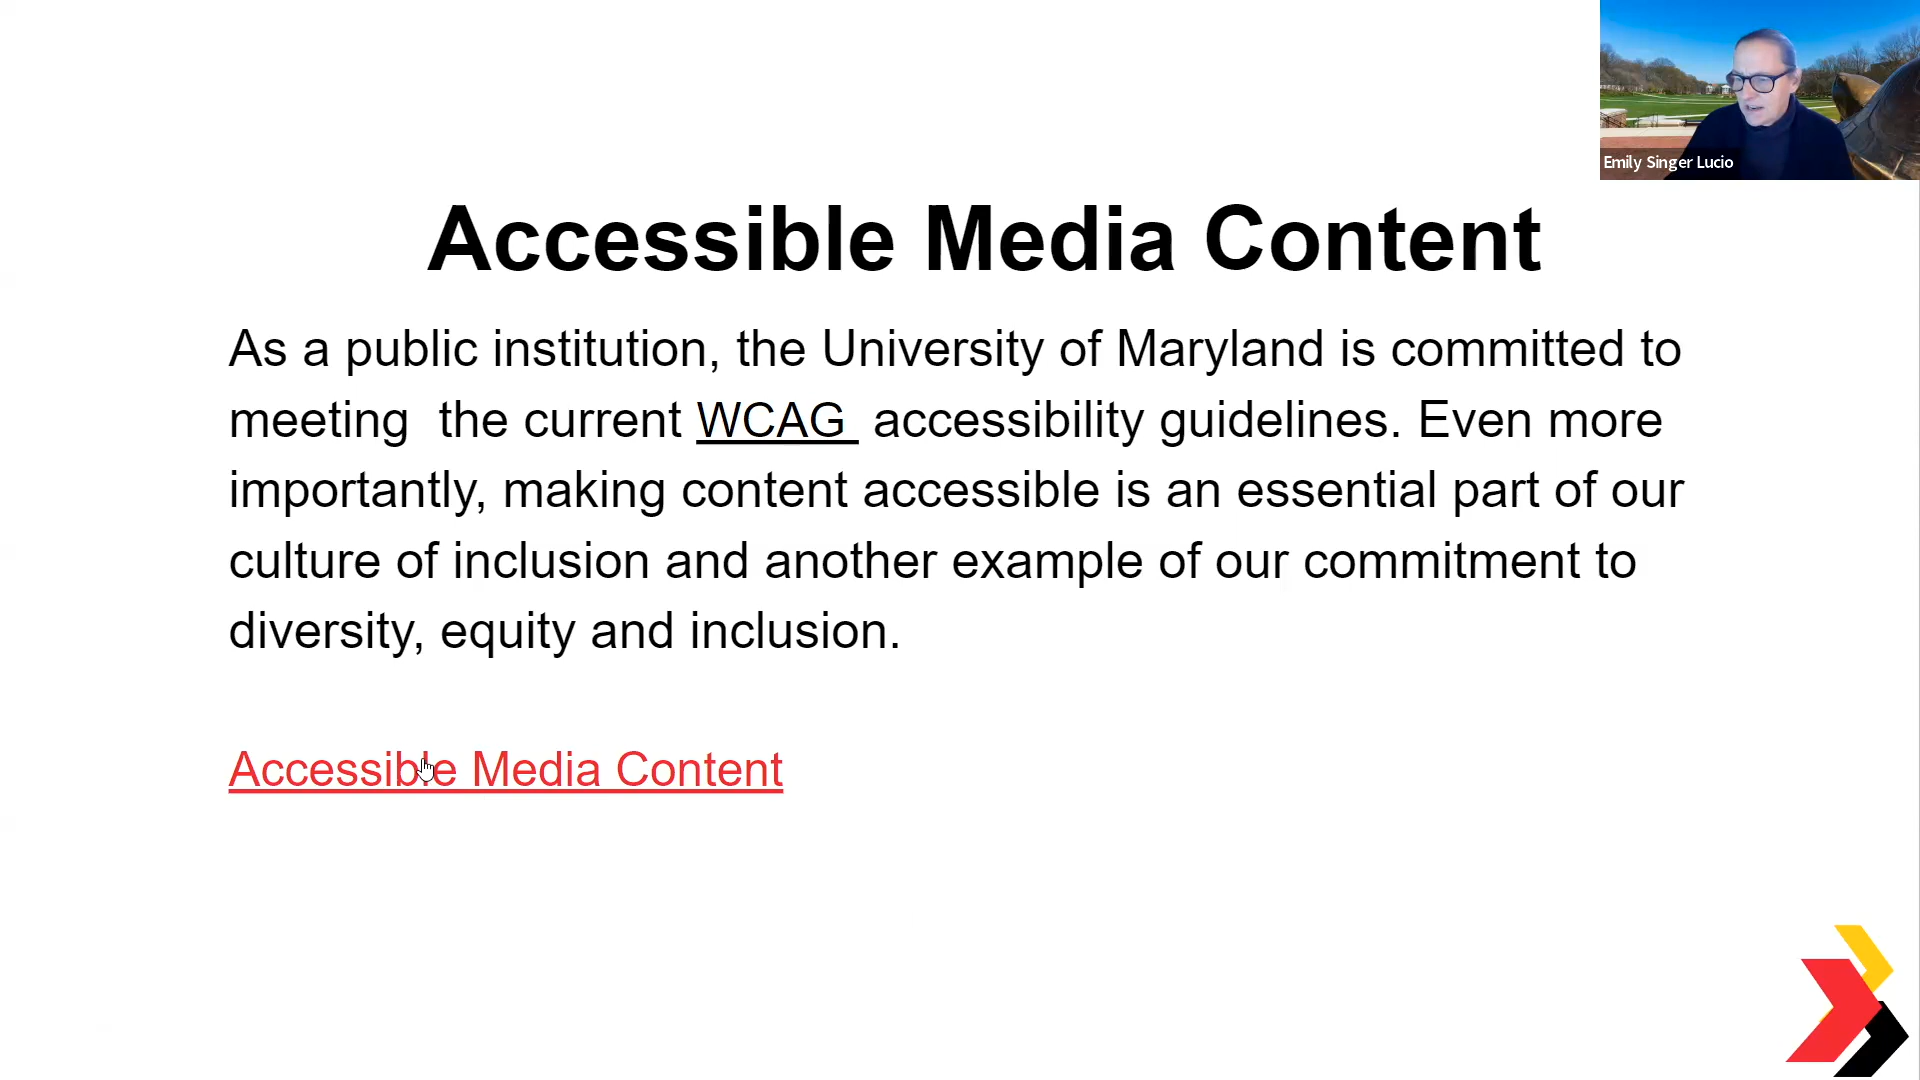 Emily Singer Lucio
Accessible Media Content
As a public institution, the University of Maryland is committed to
meeting  the current WCAG  accessibility guidelines. Even more
importantly, making content accessible is an essential part of our
culture of inclusion and another example of our commitment to
diversity, equity and inclusion.
Accessible Media Content